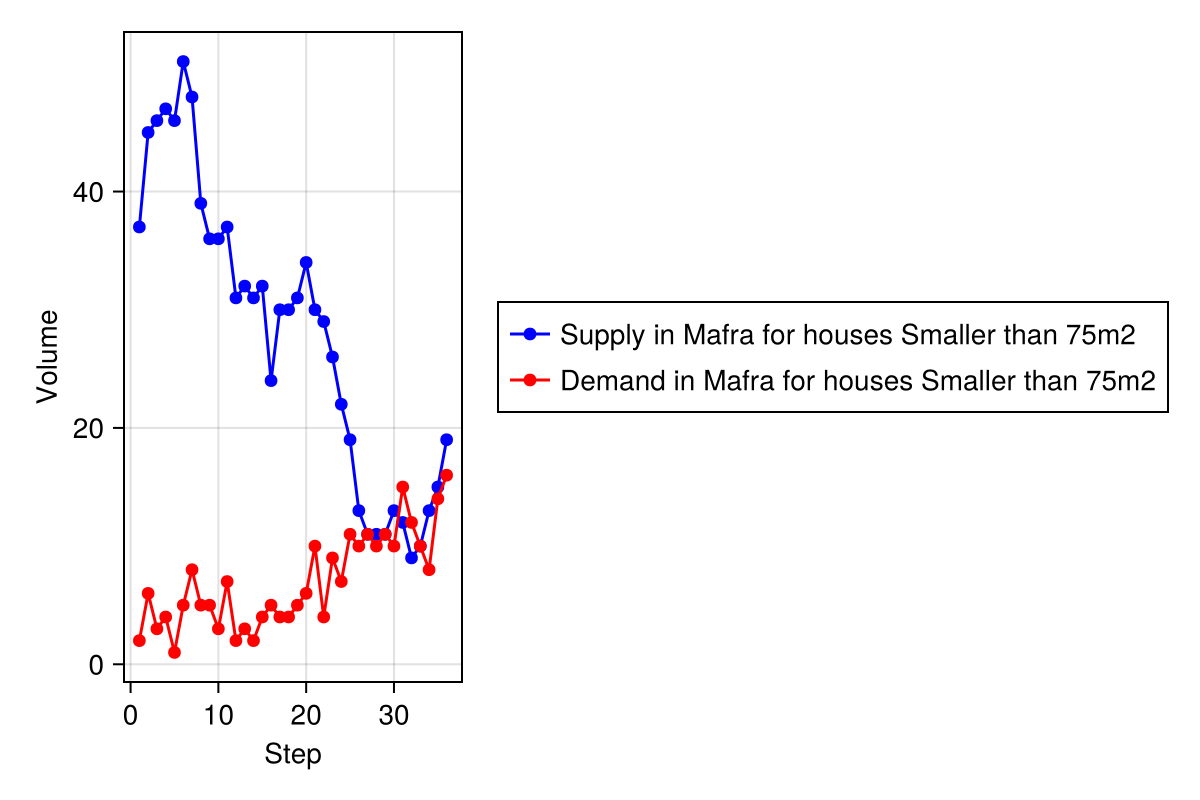 Volume
40
20
0
0 10 20 30
Step
Supply in Mafra for houses Smaller than 75m2
Demand in Mafra for houses Smaller than 75m2